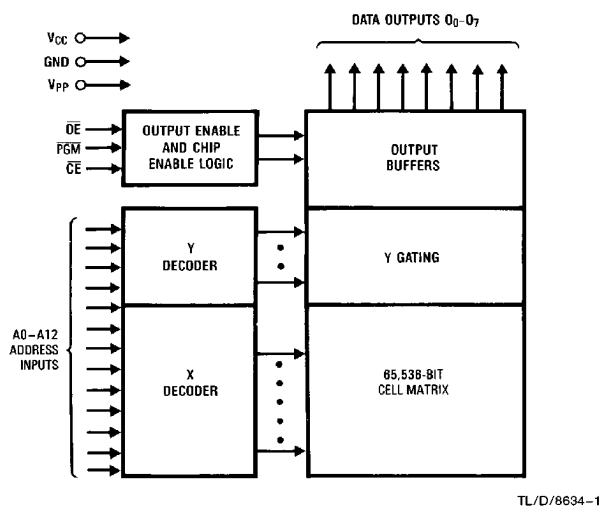 DATA OUTPUTS O0–O7
VCC
GND
VPP
OE
PGM
CE
OUTPUT ENABLE
AND CHIP
ENABLE LOGIC
OUTPUT
BUFFERS
Y
DECODER
Y GATING
A0–A12
ADDRESS
INPUTS
X
DECODER
65,536-BIT
CELL MATRIX
TL/D/8634–1